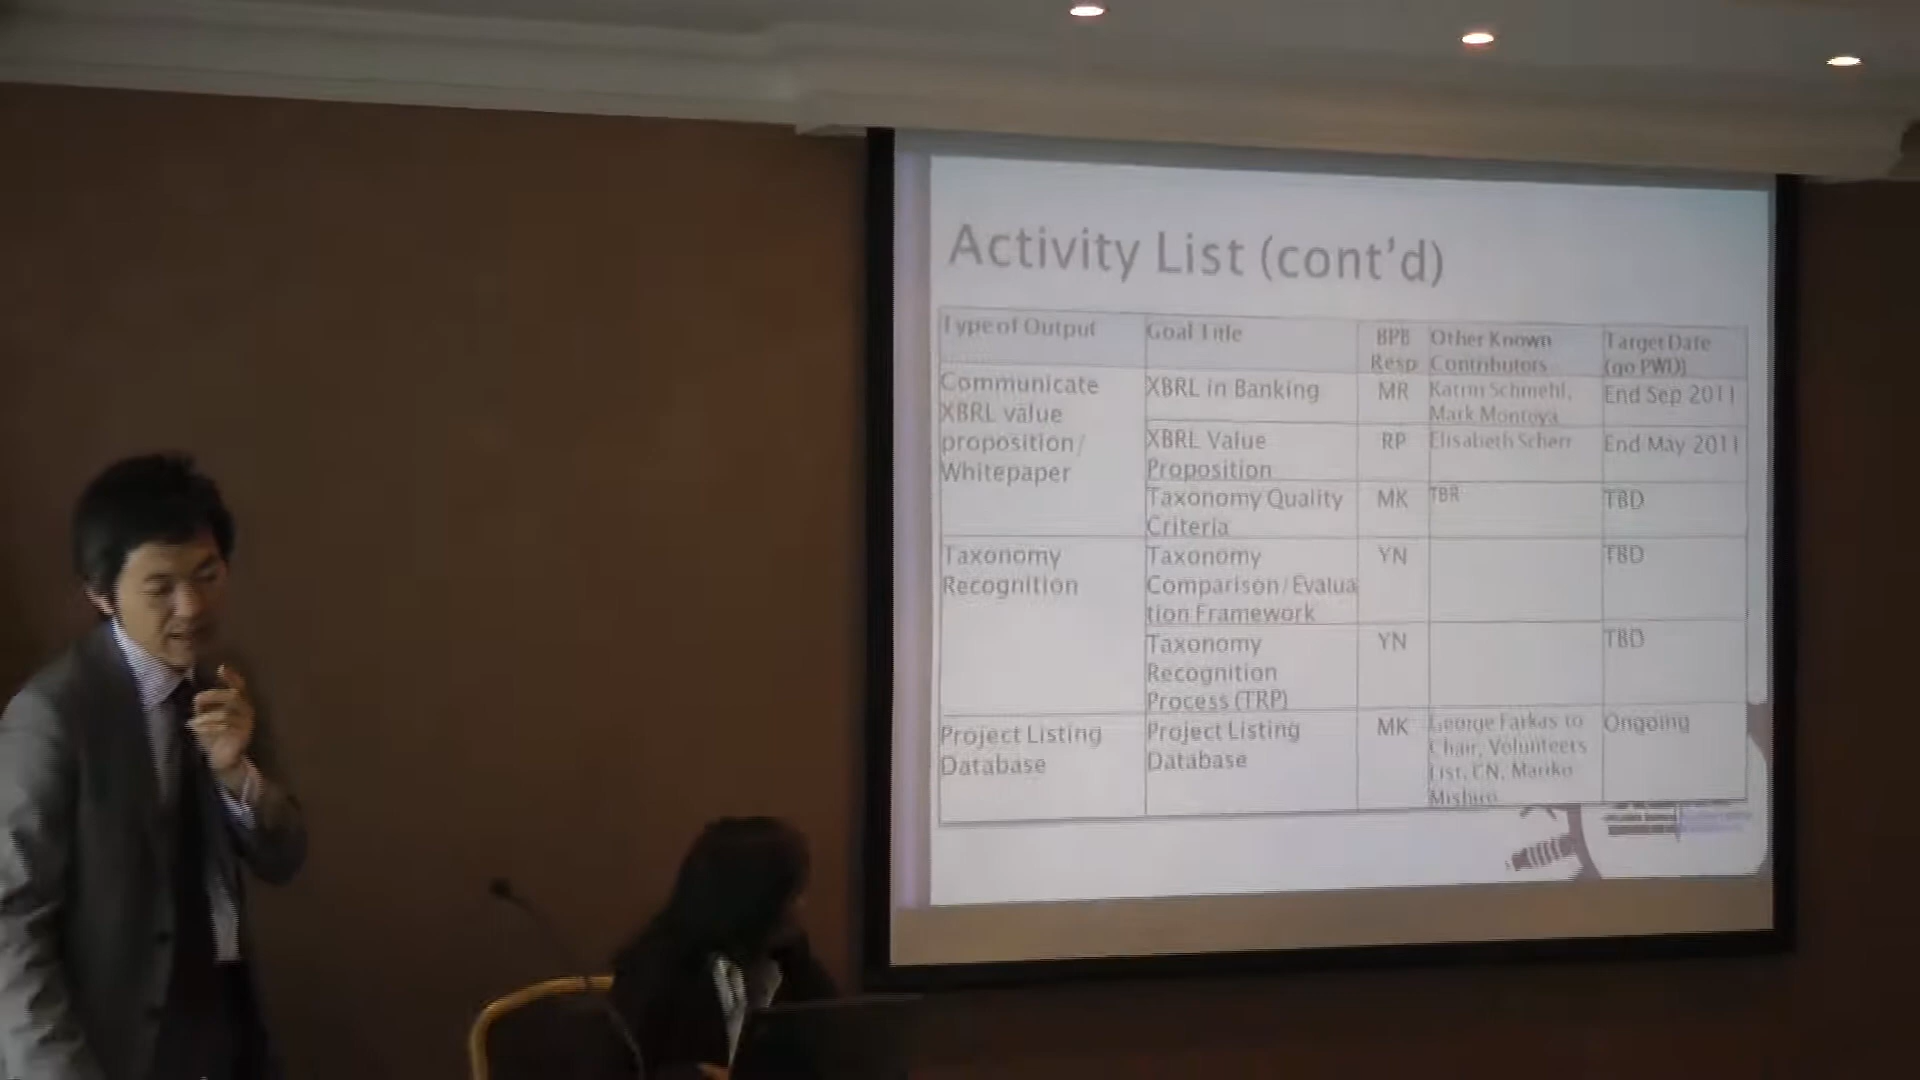 Activity List (cont'd)
Type of Output
Goal Title
BPB
Resp
Other Known
Contributors
Target Date
(go PWD)
Communicate
XBRL value
proposition/
Whitepaper
XBRL in Banking
MR
Katrin Schmehl,
Mark Montoya
End Sep 2011
XBRL Value
Proposition
RP
Elisabeth Scherr
End May 2011
Taxonomy Quality
Criteria
MK
TBR
TBD
Taxonomy
Recognition
Taxonomy
Comparison/Evalua
tion Framework
YN
TBD
Taxonomy
Recognition
Process (TRP)
YN
TBD
Project Listing
Database
Project Listing
Database
MK
George Farkas to
Chair, Volunteers
List, CN, Mariko
Mishiro
Ongoing